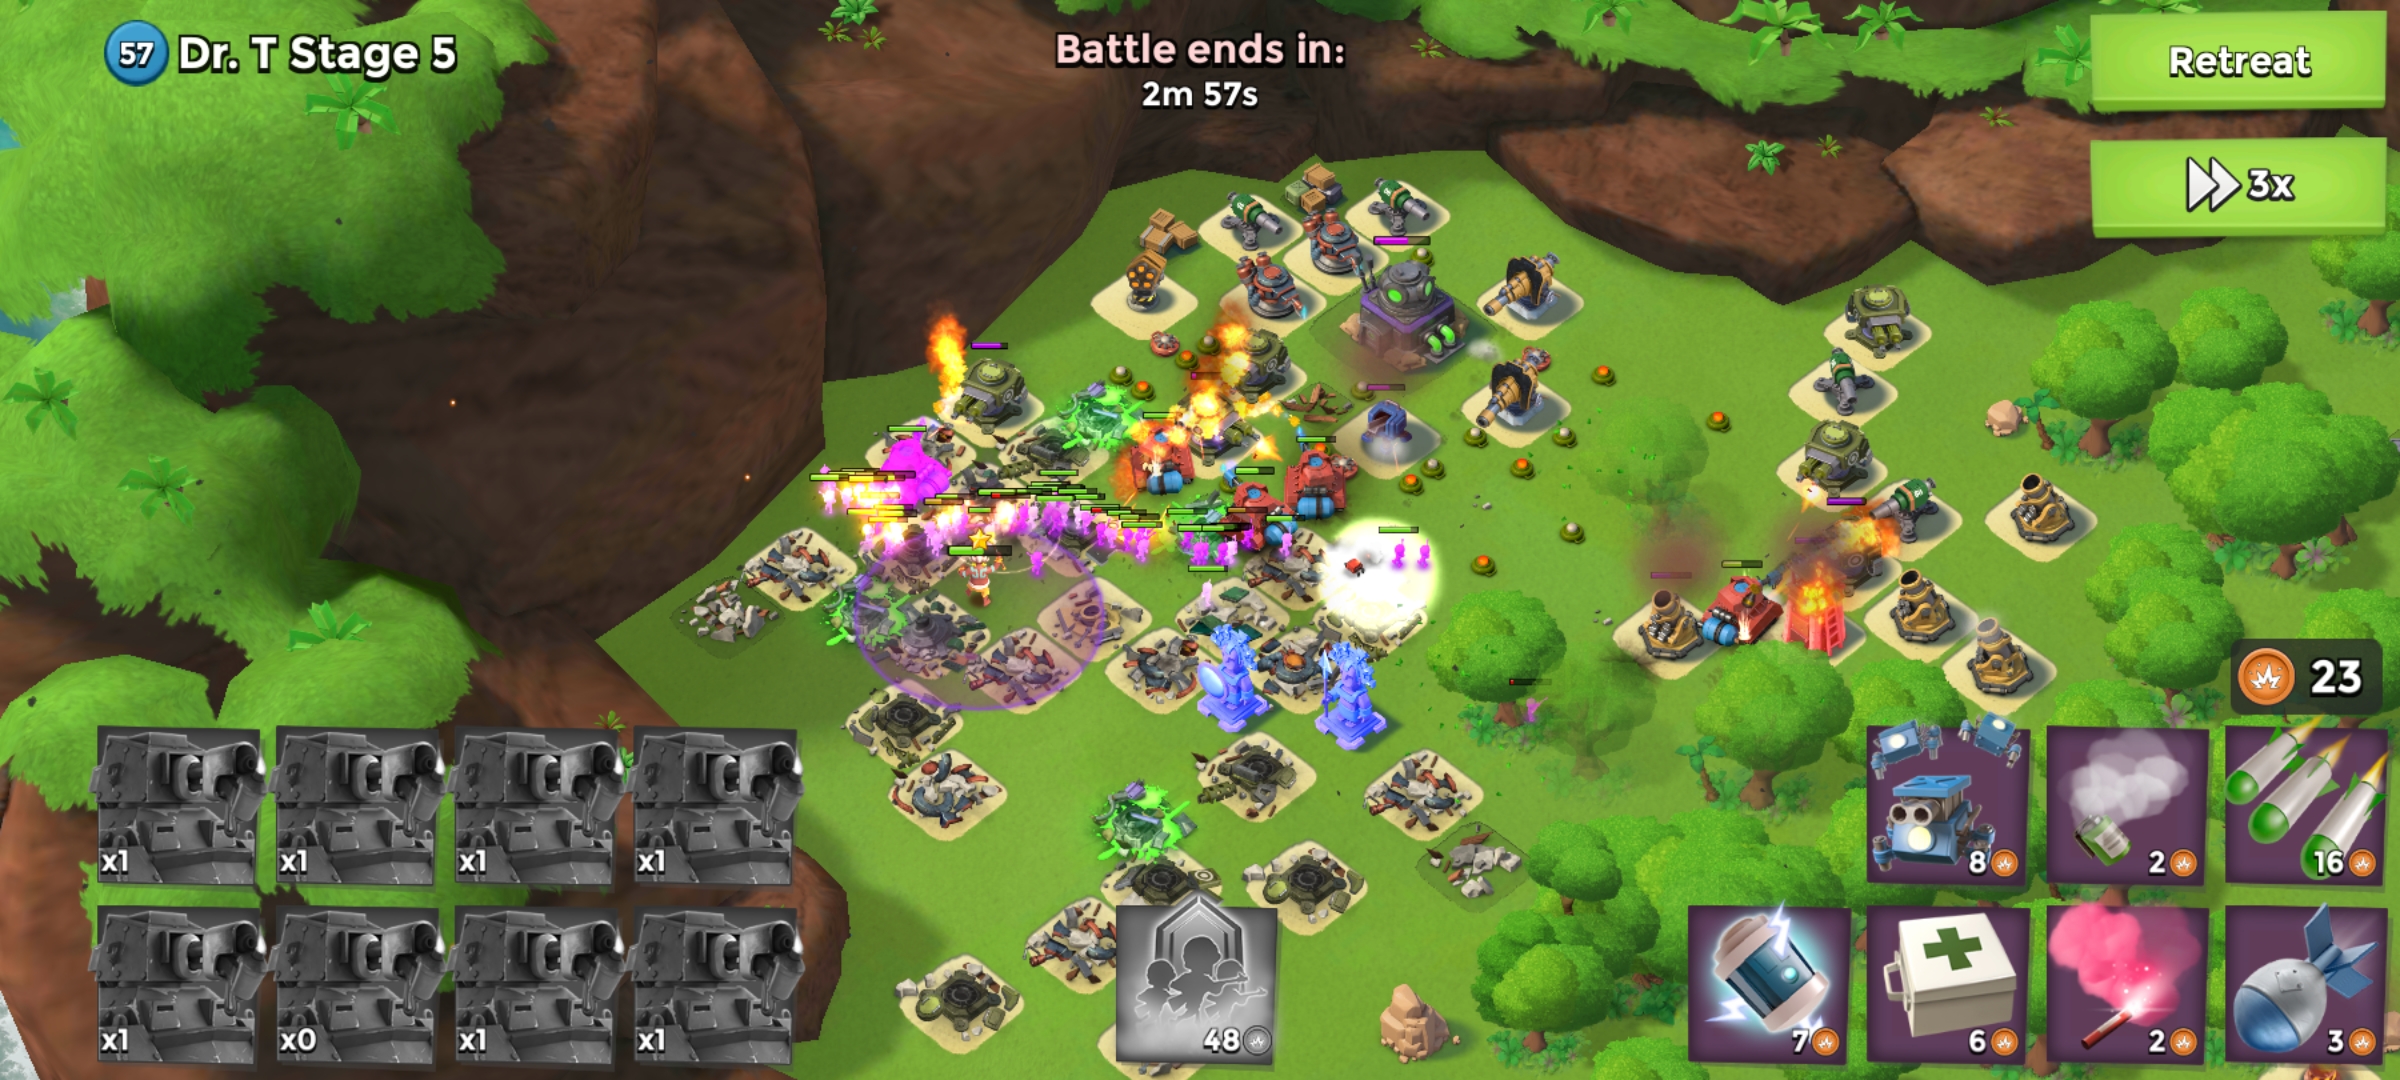 57 Dr. T Stage 5
Battle ends in:
2m 57s
Retreat
3x
23
8
2
16
x1
x1
x1
x1
x1
x0
x1
x1
48
7
6
2
3